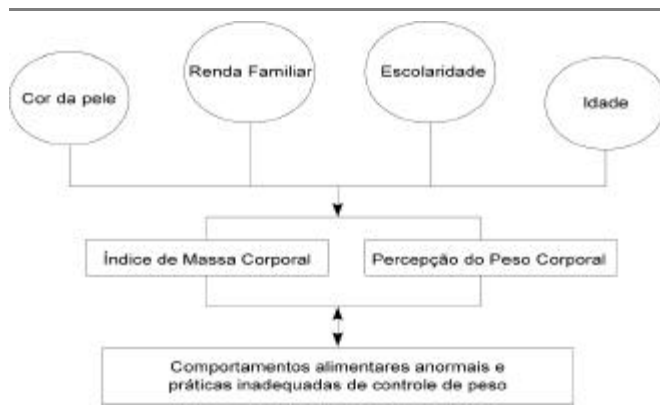 Cor da pele
Renda Familiar
Escolaridade
Idade
Índice de Massa Corporal
Percepção do Peso Corporal
Comportamentos alimentares anormais e
práticas inadequadas de controle de peso